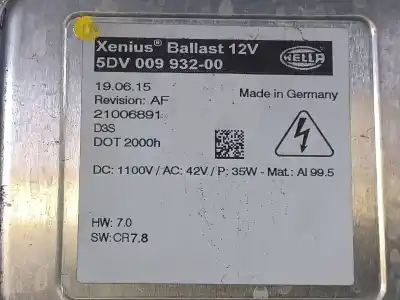 Xenius® Ballast 12V
5DV 009 932-00
HELLA
19.06.15
Made in Germany
Revision: AF
21006891
D3S
DOT 2000h
DC: 1100V / AC: 42V / P: 35W - Mat.: Al 99.5
HW: 7.0
SW: CR7.8